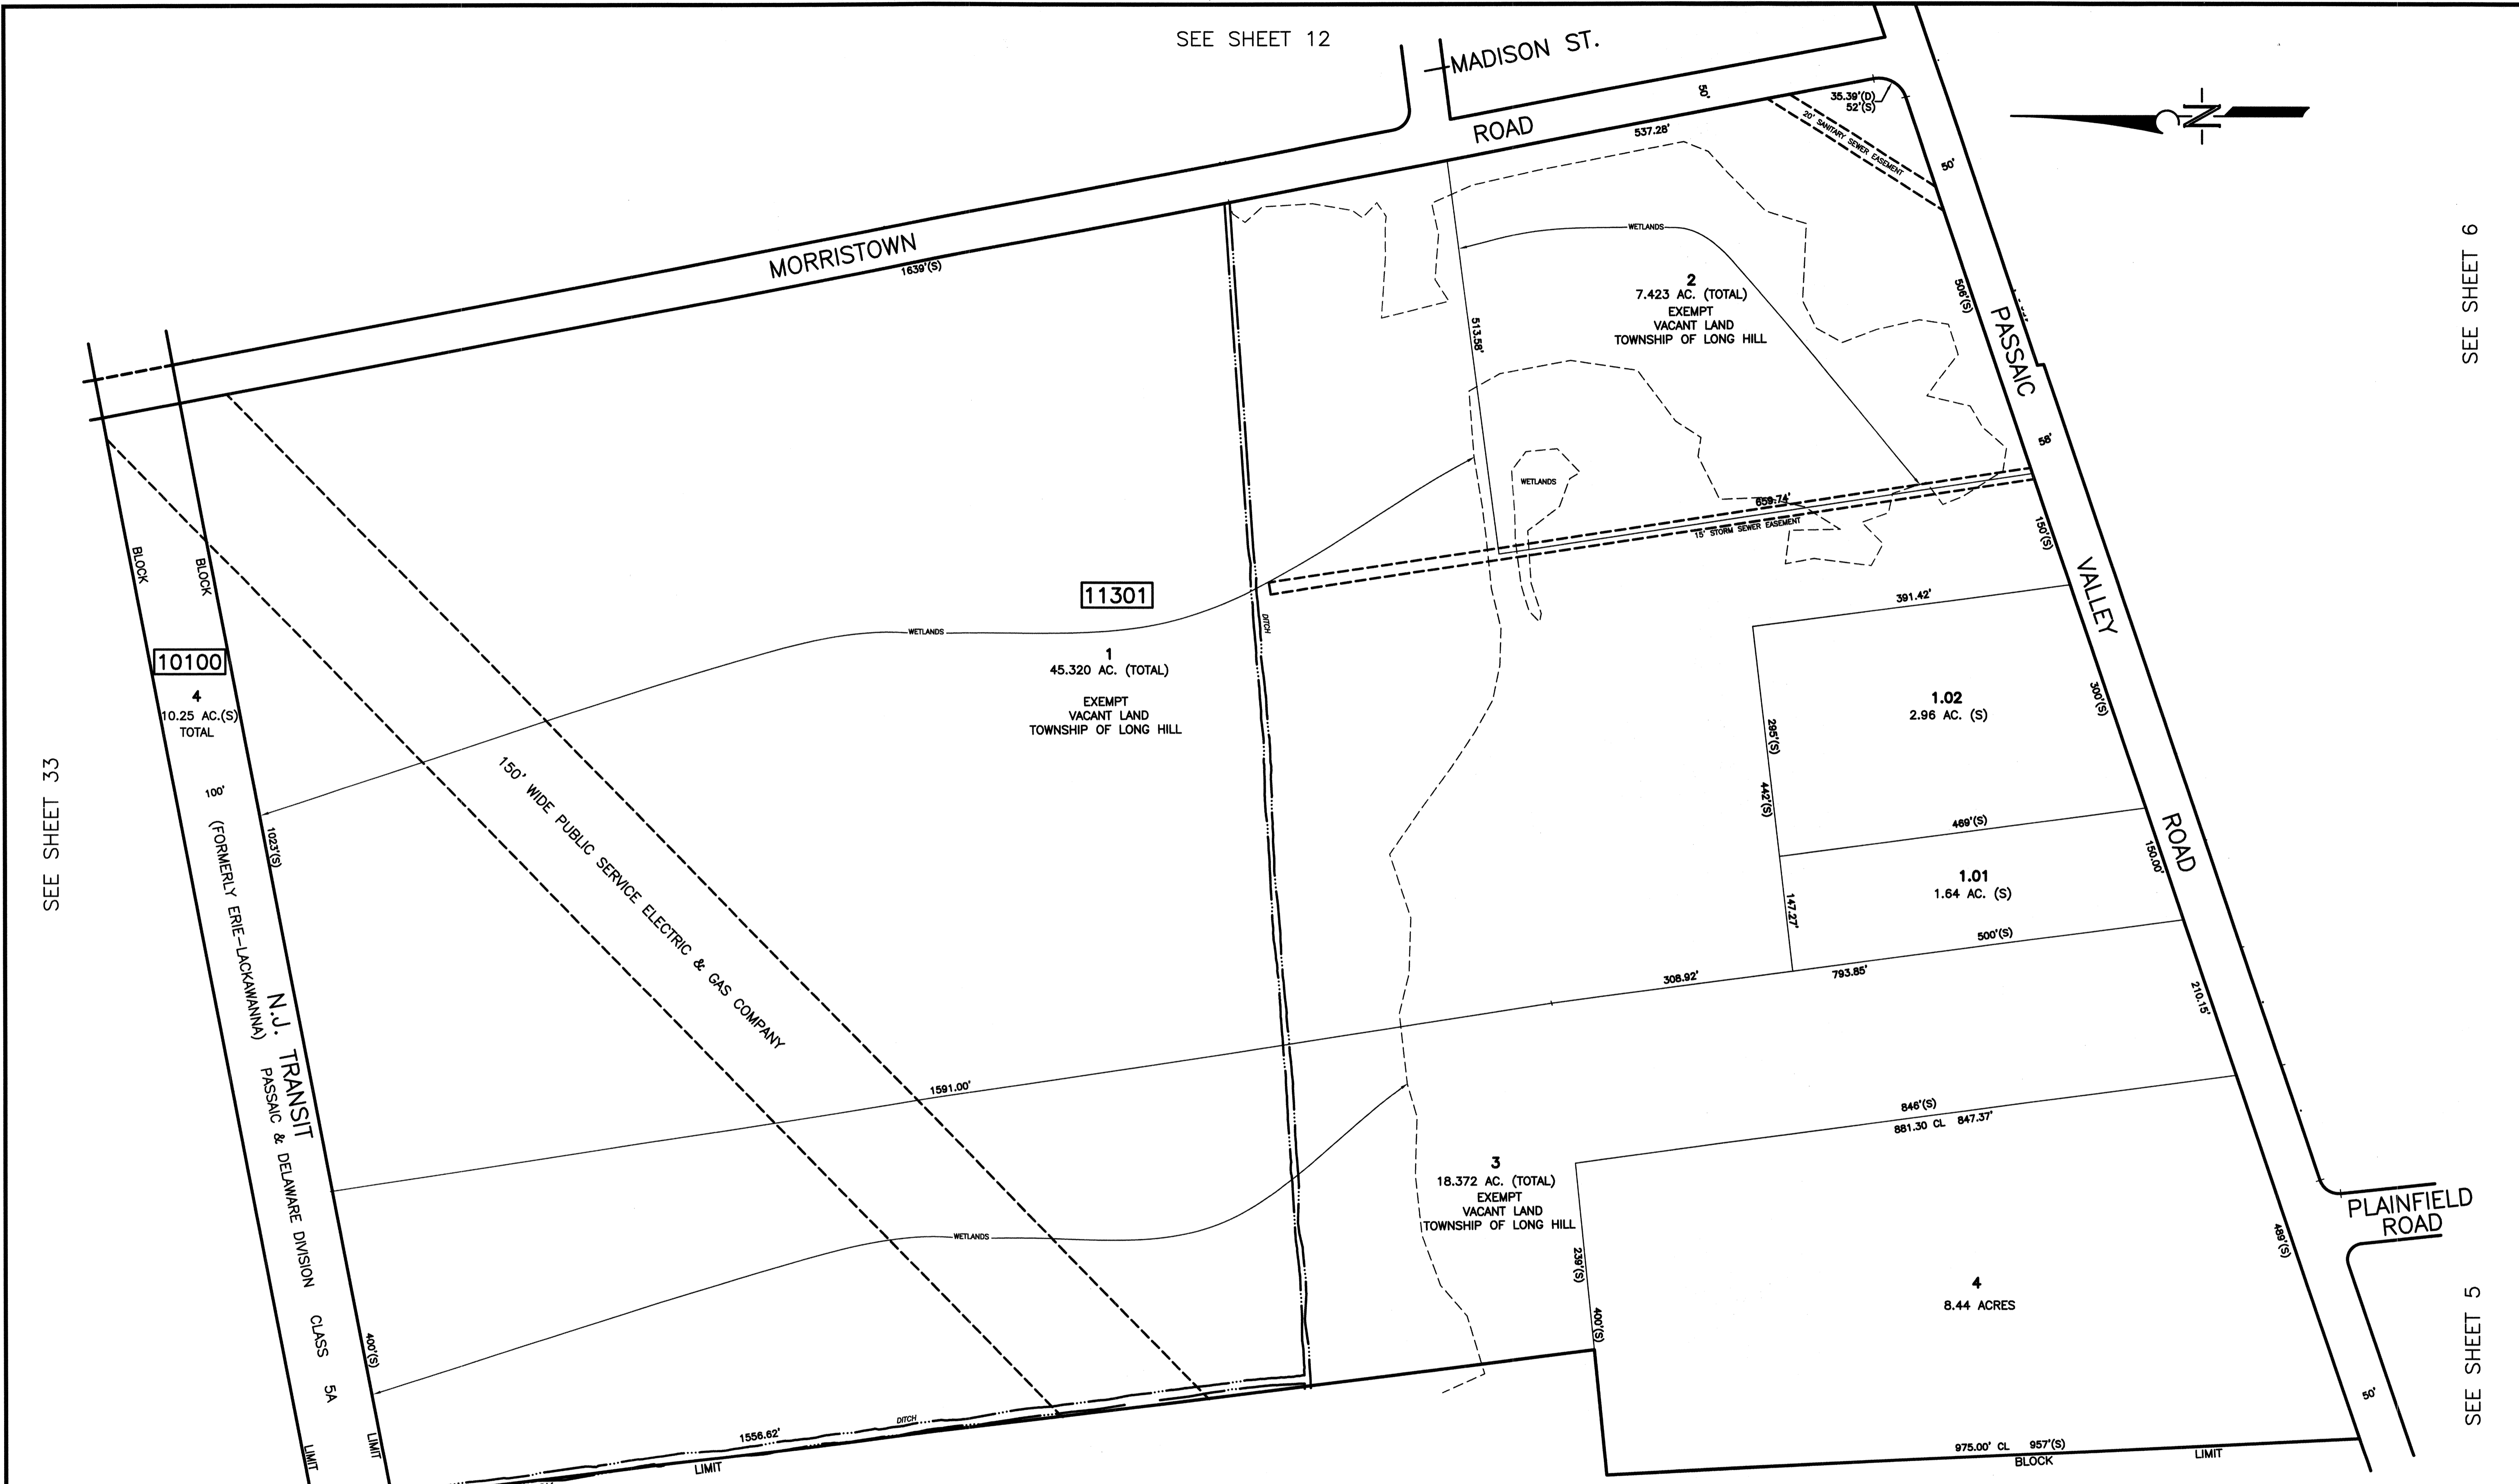 SEE SHEET 12
MADISON ST.
MORRISTOWN
ROAD
1639'(S)
537.28'
50'
35.39'(D)
52'(S)
20' SANITARY SEWER EASEMENT
N
50'
SEE SHEET 6
WETLANDS
2
7.423 AC. (TOTAL)
EXEMPT
VACANT LAND
TOWNSHIP OF LONG HILL
513.58'
506'(S)
PASSAIC
VALLEY
ROAD
58'
WETLANDS
659.74'
15' STORM SEWER EASEMENT
150'(S)
BLOCK
BLOCK
11301
DITCH
WETLANDS
1
45.320 AC. (TOTAL)
EXEMPT
VACANT LAND
TOWNSHIP OF LONG HILL
391.42'
300'(S)
1.02
2.96 AC. (S)
295'(S)
442'(S)
469'(S)
150.00'
1.01
1.64 AC. (S)
147.27'
500'(S)
308.92'
793.85'
210.15'
10100
4
10.25 AC.(S)
TOTAL
100'
1023'(S)
SEE SHEET 33
(FORMERLY ERIE-LACKAWANNA)
N.J. TRANSIT
PASSAIC & DELAWARE DIVISION
CLASS 5A
150' WIDE PUBLIC SERVICE ELECTRIC & GAS COMPANY
1591.00'
WETLANDS
846'(S)
881.30 CL 847.37'
3
18.372 AC. (TOTAL)
EXEMPT
VACANT LAND
TOWNSHIP OF LONG HILL
239'(S)
400'(S)
4
8.44 ACRES
PLAINFIELD
ROAD
489'(S)
SEE SHEET 5
50'
400'(S)
LIMIT
LIMIT
1556.62'
DITCH
LIMIT
975.00' CL 957'(S)
BLOCK
LIMIT